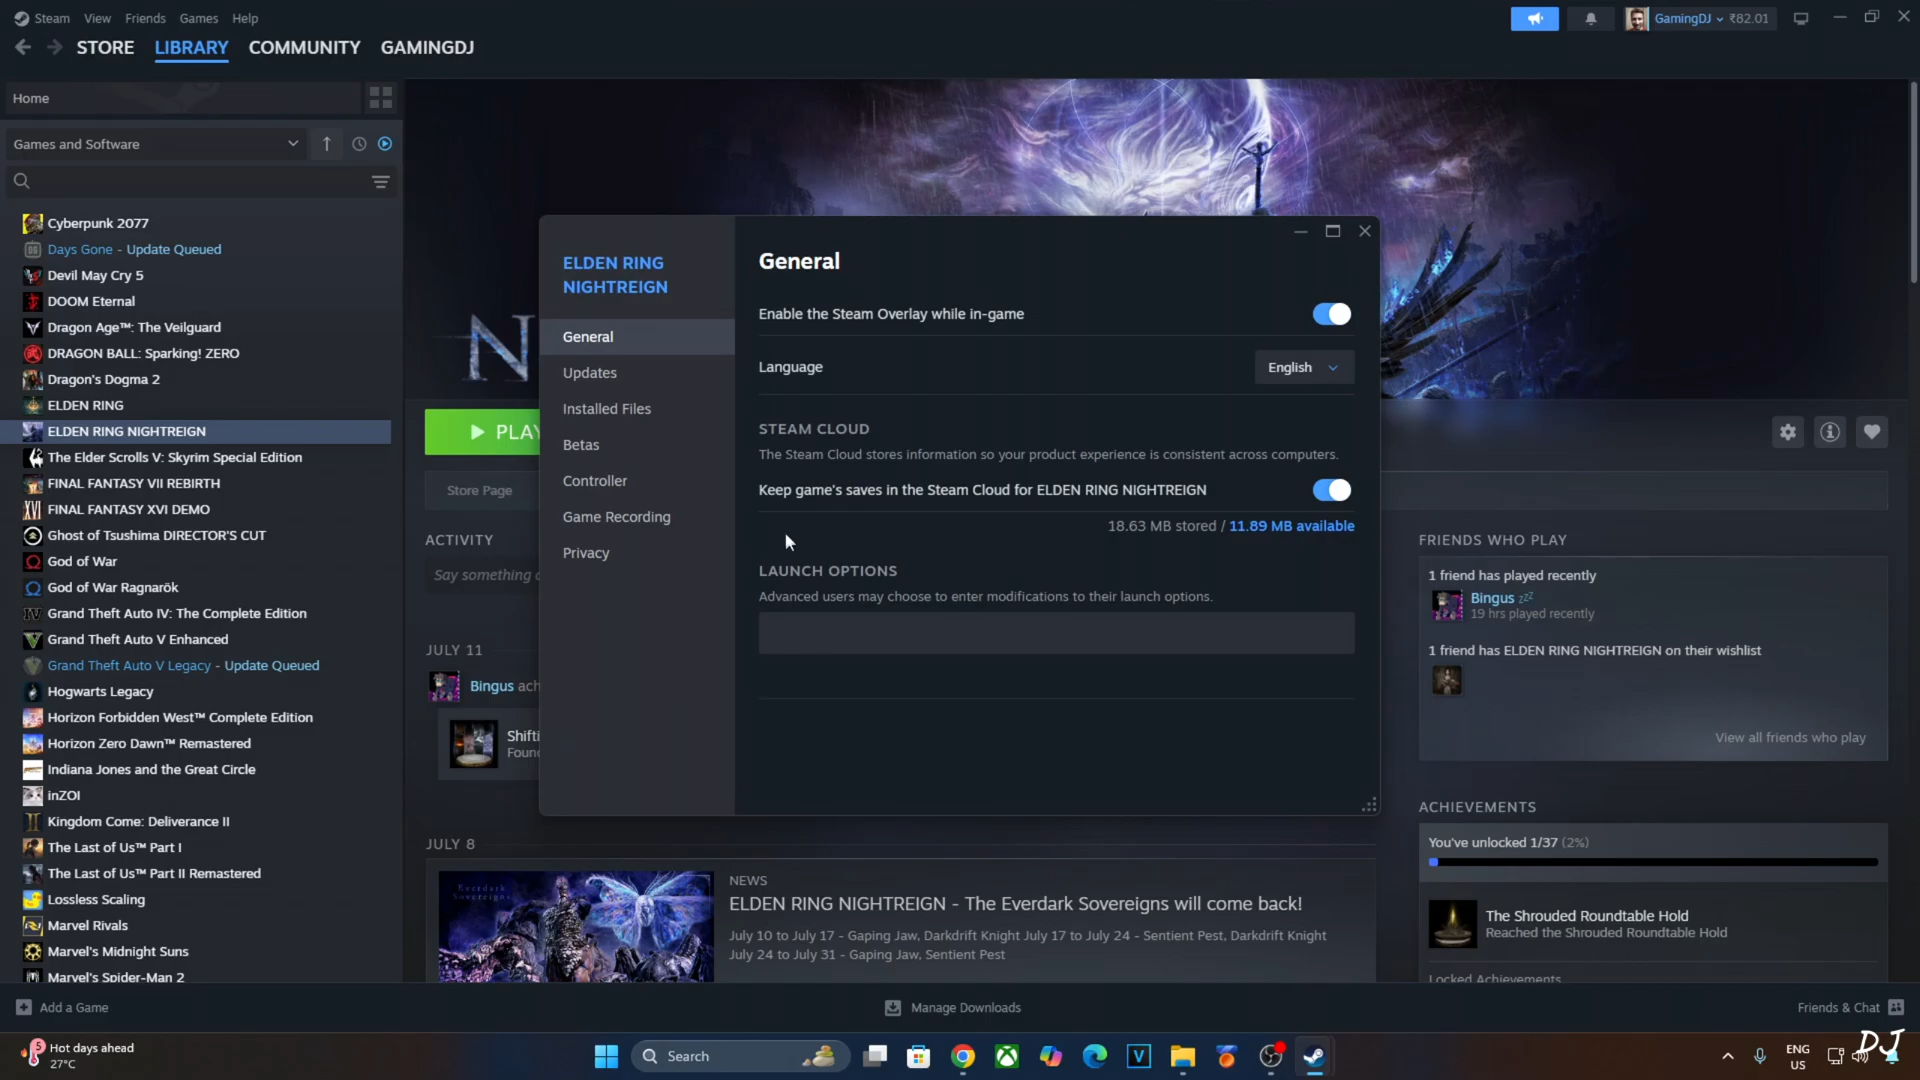 Steam View Friends Games Help
GamingDJ ₹82.01
STORE LIBRARY COMMUNITY GAMINGDJ
Home
Games and Software
Cyberpunk 2077
Days Gone - Update Queued
Devil May Cry 5
DOOM Eternal
Dragon Age™: The Veilguard
DRAGON BALL: Sparking! ZERO
Dragon's Dogma 2
ELDEN RING
ELDEN RING NIGHTREIGN
The Elder Scrolls V: Skyrim Special Edition
FINAL FANTASY VII REBIRTH
FINAL FANTASY XVI DEMO
Ghost of Tsushima DIRECTOR'S CUT
God of War
God of War Ragnarök
Grand Theft Auto IV: The Complete Edition
Grand Theft Auto V Enhanced
Grand Theft Auto V Legacy - Update Queued
Hogwarts Legacy
Horizon Forbidden West™ Complete Edition
Horizon Zero Dawn™ Remastered
Indiana Jones and the Great Circle
inZOI
Kingdom Come: Deliverance II
The Last of Us™ Part I
The Last of Us™ Part II Remastered
Lossless Scaling
Marvel Rivals
Marvel's Midnight Suns
Marvel's Spider-Man 2
N
PLAY
Store Page
ACTIVITY
Say something
JULY 11
Bingus ach
Shifti
Foun
JULY 8
NEWS
ELDEN RING NIGHTREIGN - The Everdark Sovereigns will come back!
July 10 to July 17 - Gaping Jaw, Darkdrift Knight July 17 to July 24 - Sentient Pest, Darkdrift Knight
July 24 to July 31 - Gaping Jaw, Sentient Pest
Everdark
Sovereigns
ELDEN RING
NIGHTREIGN
General
Updates
Installed Files
Betas
Controller
Game Recording
Privacy
General
Enable the Steam Overlay while in-game
Language English
STEAM CLOUD
The Steam Cloud stores information so your product experience is consistent across computers.
Keep game's saves in the Steam Cloud for ELDEN RING NIGHTREIGN
18.63 MB stored / 11.89 MB available
LAUNCH OPTIONS
Advanced users may choose to enter modifications to their launch options.
FRIENDS WHO PLAY
1 friend has played recently
Bingus zzZ
19 hrs played recently
1 friend has ELDEN RING NIGHTREIGN on their wishlist
View all friends who play
ACHIEVEMENTS
You've unlocked 1/37 (2%)
The Shrouded Roundtable Hold
Reached the Shrouded Roundtable Hold
Locked Achievements
Add a Game
Manage Downloads
Friends & Chat
5
Hot days ahead
27°C
Search
V
ENG
US
DJ